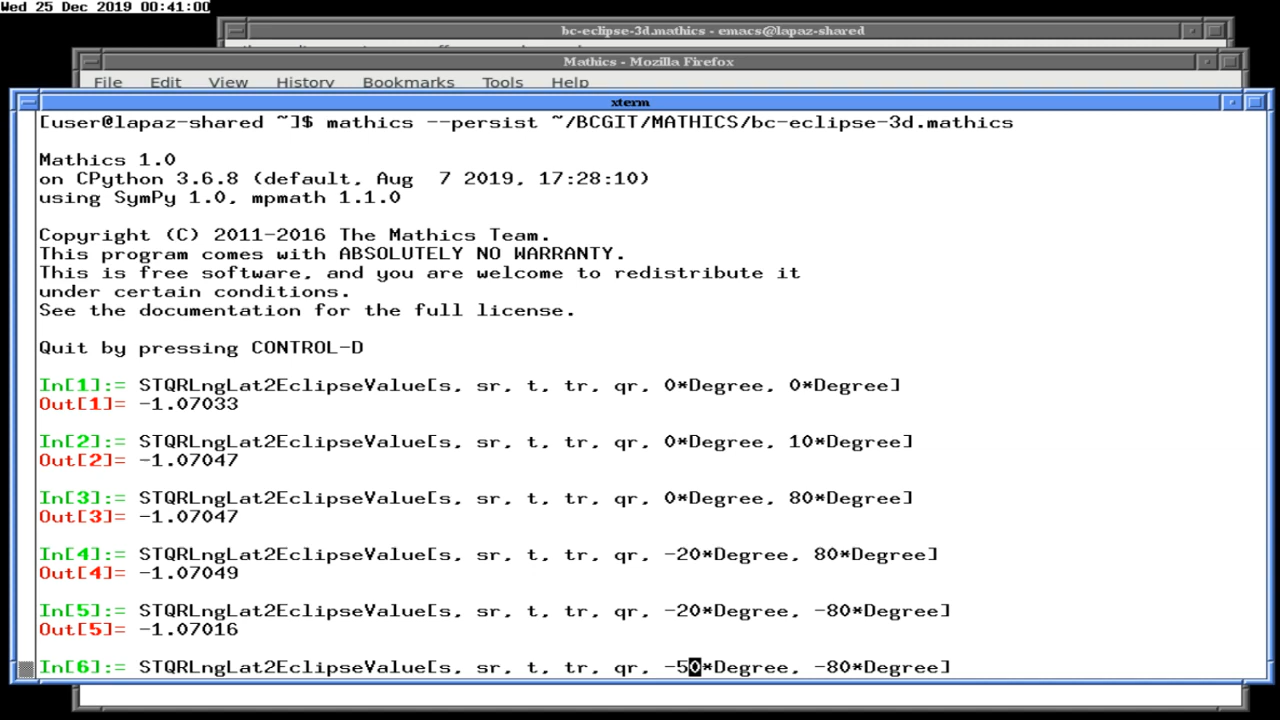 Wed 25 Dec 2019 00:41:00
bc-eclipse-3d.mathics - emacs@lapaz-shared
Mathics - Mozilla Firefox
File Edit View History Bookmarks Tools Help
xterm
[user@lapaz-shared ~]$ mathics --persist ~/BCGIT/MATHICS/bc-eclipse-3d.mathics
Mathics 1.0
on CPython 3.6.8 (default, Aug  7 2019, 17:28:10)
using SymPy 1.0, mpmath 1.1.0
Copyright (C) 2011-2016 The Mathics Team.
This program comes with ABSOLUTELY NO WARRANTY.
This is free software, and you are welcome to redistribute it
under certain conditions.
See the documentation for the full license.
Quit by pressing CONTROL-D
In[1]:= STQRLngLat2EclipseValue[s, sr, t, tr, qr, 0*Degree, 0*Degree]
Out[1]= -1.07033
In[2]:= STQRLngLat2EclipseValue[s, sr, t, tr, qr, 0*Degree, 10*Degree]
Out[2]= -1.07047
In[3]:= STQRLngLat2EclipseValue[s, sr, t, tr, qr, 0*Degree, 80*Degree]
Out[3]= -1.07047
In[4]:= STQRLngLat2EclipseValue[s, sr, t, tr, qr, -20*Degree, 80*Degree]
Out[4]= -1.07049
In[5]:= STQRLngLat2EclipseValue[s, sr, t, tr, qr, -20*Degree, -80*Degree]
Out[5]= -1.07016
In[6]:= STQRLngLat2EclipseValue[s, sr, t, tr, qr, -50*Degree, -80*Degree]